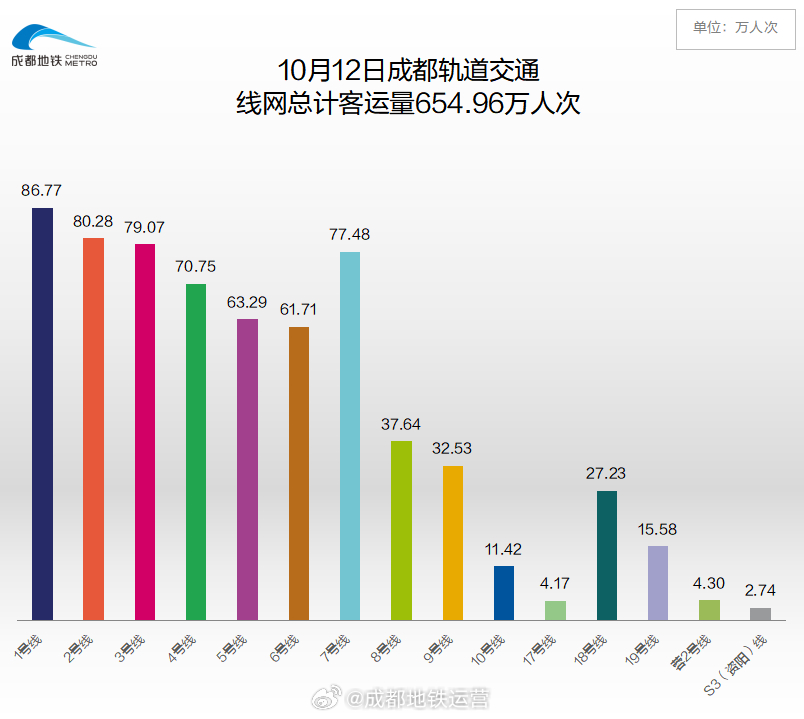 单位：万人次
成都地铁 CHENGDU METRO
10月12日成都轨道交通
线网总计客运量654.96万人次
86.77
80.28
79.07
70.75
63.29
61.71
77.48
37.64
32.53
11.42
4.17
27.23
15.58
4.30
2.74
1号线
2号线
3号线
4号线
5号线
6号线
7号线
8号线
9号线
10号线
17号线
18号线
19号线
蓉2号线
S3（资阳）线
@成都地铁运营